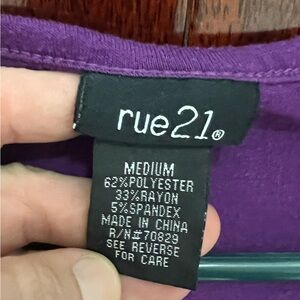 rue21®
MEDIUM
62%POLYESTER
33%RAYON
5%SPANDEX
MADE IN CHINA
R/N#70829
SEE REVERSE
FOR CARE